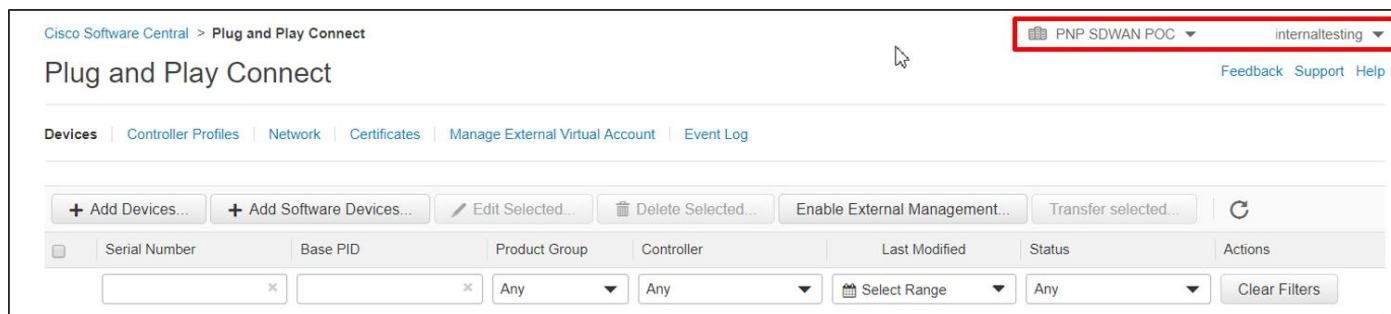 Cisco Software Central > Plug and Play Connect
PNP SDWAN POC internaltesting
Plug and Play Connect
Feedback Support Help
Devices | Controller Profiles | Network | Certificates | Manage External Virtual Account | Event Log
+ Add Devices... + Add Software Devices... Edit Selected... Delete Selected... Enable External Management... Transfer selected...
Serial Number Base PID Product Group Controller Last Modified Status Actions
× × Any Any Select Range Any Clear Filters